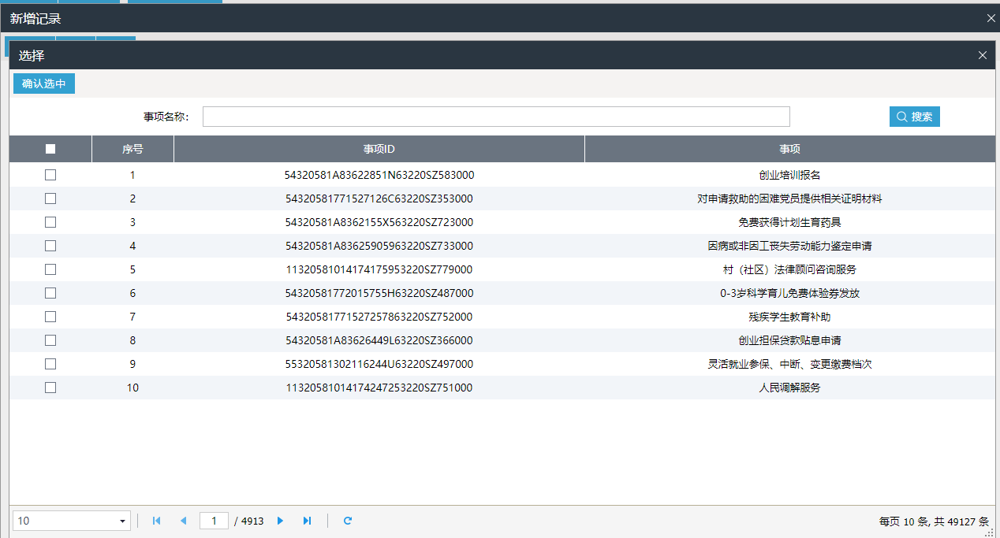 新增记录
选择
确认选中
事项名称：
搜索
序号 事项ID 事项
1 54320581A83622851N63220SZ583000 创业培训报名
2 54320581771527126C63220SZ353000 对申请救助的困难党员提供相关证明材料
3 54320581A8362155X563220SZ723000 免费获得计划生育药具
4 54320581A83625905963220SZ733000 因病或非因工丧失劳动能力鉴定申请
5 11320581014174175953220SZ779000 村（社区）法律顾问咨询服务
6 54320581772015755H63220SZ487000 0-3岁科学育儿免费体验券发放
7 54320581771527257863220SZ752000 残疾学生教育补助
8 54320581A83626449L63220SZ366000 创业担保贷款贴息申请
9 55320581302116244U63220SZ497000 灵活就业参保、中断、变更缴费档次
10 11320581014174247253220SZ751000 人民调解服务
10 1 / 4913 每页 10 条, 共 49127 条